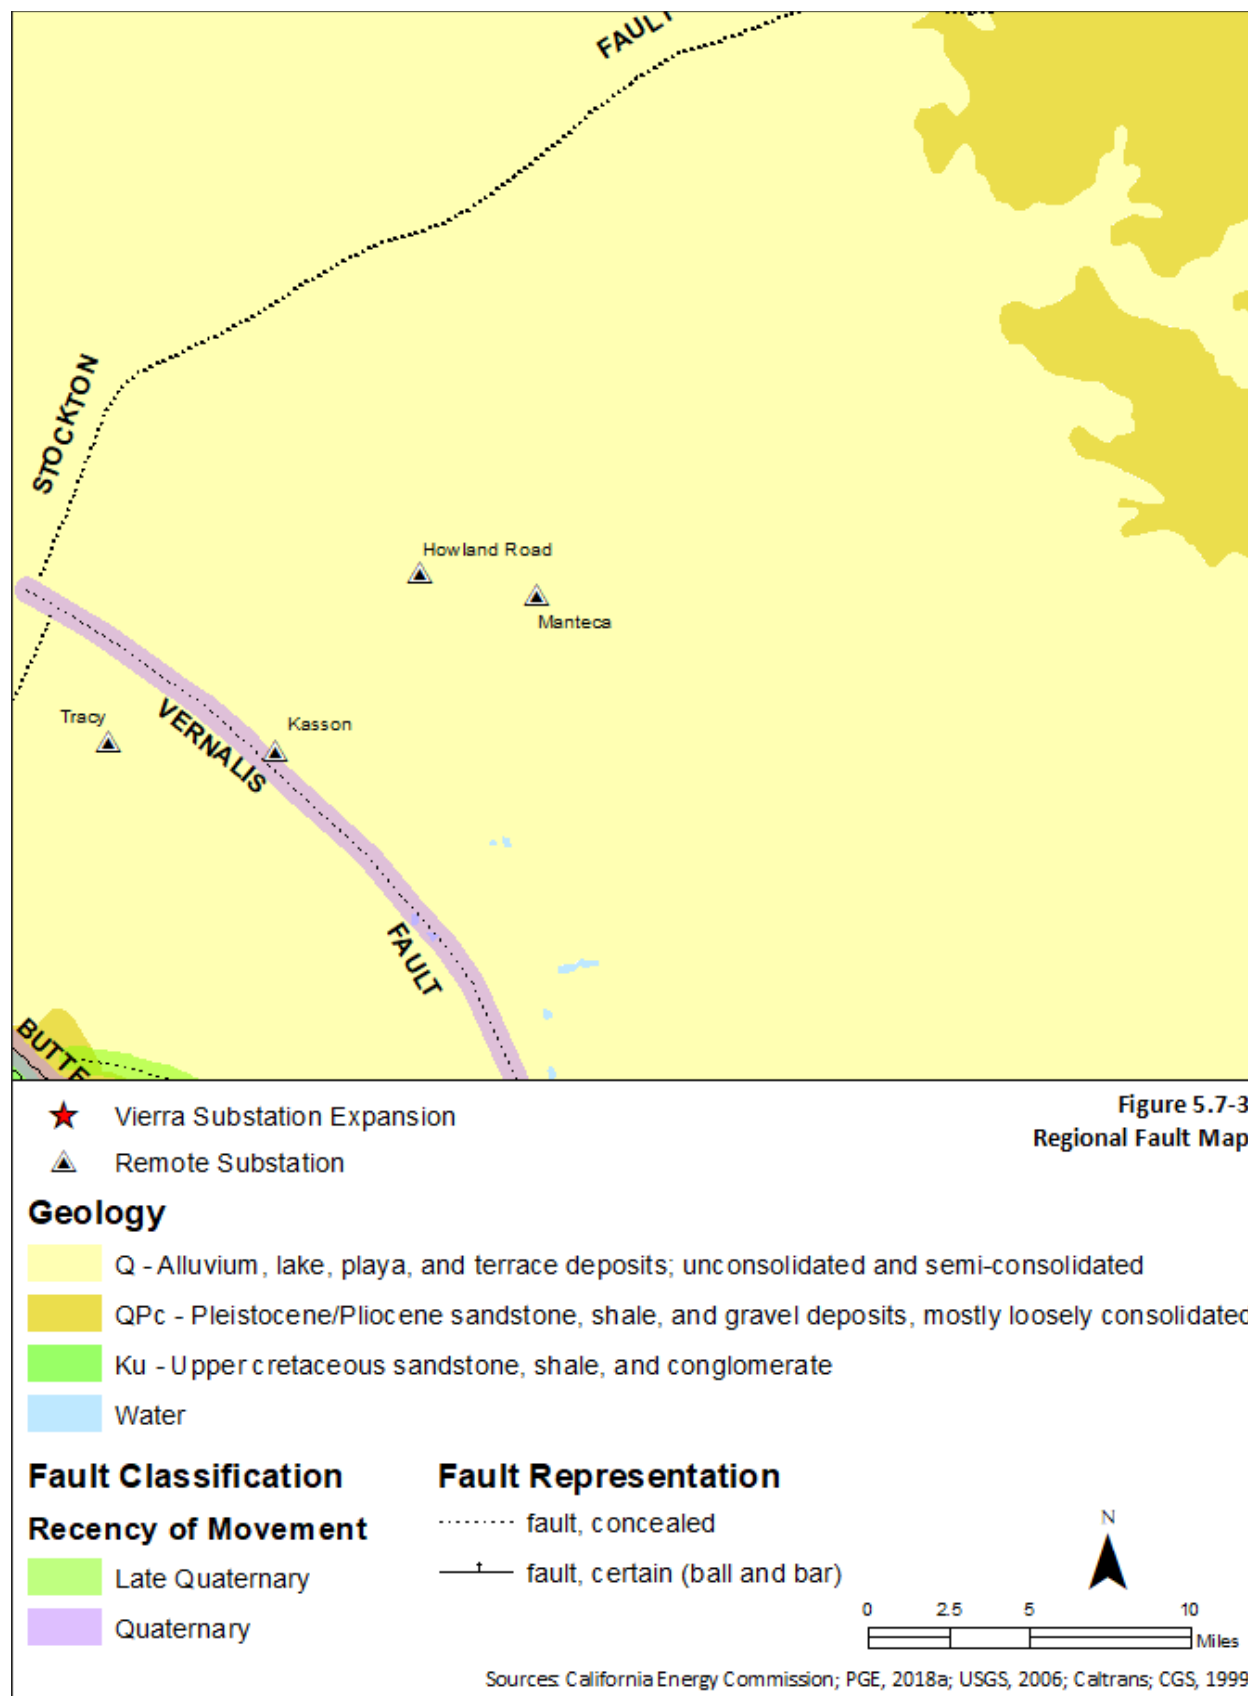 FAULT
STOCKTON
Howland Road
Manteca
Tracy
Kasson
VERNALIS
FAULT
BUTTE
Vierra Substation Expansion
Remote Substation
Figure 5.7-3
Regional Fault Map
Geology
Q - Alluvium, lake, playa, and terrace deposits; unconsolidated and semi-consolidated
QPc - Pleistocene/Pliocene sandstone, shale, and gravel deposits, mostly loosely consolidated
Ku - Upper cretaceous sandstone, shale, and conglomerate
Water
Fault Classification
Recency of Movement
Late Quaternary
Quaternary
Fault Representation
fault, concealed
fault, certain (ball and bar)
N
0 2.5 5 10
Miles
Sources: California Energy Commission; PGE, 2018a; USGS, 2006; Caltrans; CGS, 1999